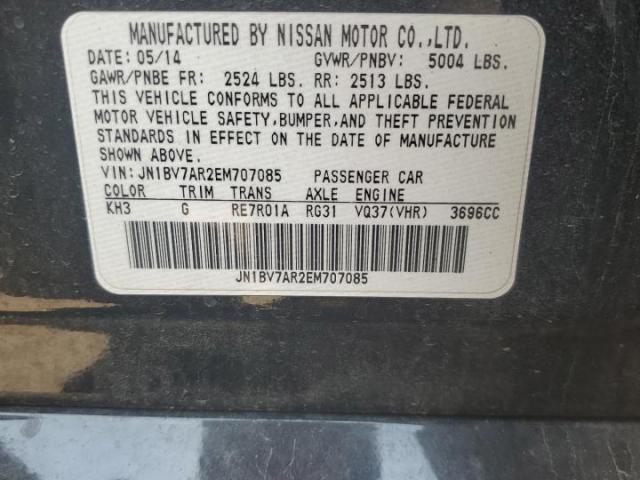 MANUFACTURED BY NISSAN MOTOR CO.,LTD.
DATE: 05/14 GVWR/PNBV: 5004 LBS.
GAWR/PNBE FR: 2524 LBS. RR: 2513 LBS.
THIS VEHICLE CONFORMS TO ALL APPLICABLE FEDERAL
MOTOR VEHICLE SAFETY,BUMPER,AND THEFT PREVENTION
STANDARDS IN EFFECT ON THE DATE OF MANUFACTURE
SHOWN ABOVE.
VIN: JN1BV7AR2EM707085 PASSENGER CAR
COLOR TRIM TRANS AXLE ENGINE
KH3 G RE7R01A RG31 VQ37(VHR) 3696CC
JN1BV7AR2EM707085